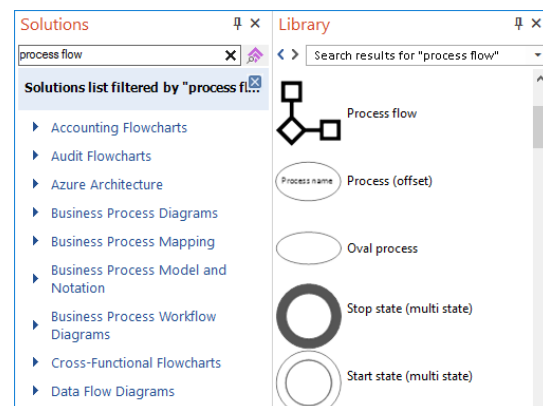 Solutions
process flow
Solutions list filtered by "process fl...
Accounting Flowcharts
Audit Flowcharts
Azure Architecture
Business Process Diagrams
Business Process Mapping
Business Process Model and
Notation
Business Process Workflow
Diagrams
Cross-Functional Flowcharts
Data Flow Diagrams
Library
Search results for "process flow"
Process flow
Process name
Process (offset)
Oval process
Stop state (multi state)
Start state (multi state)